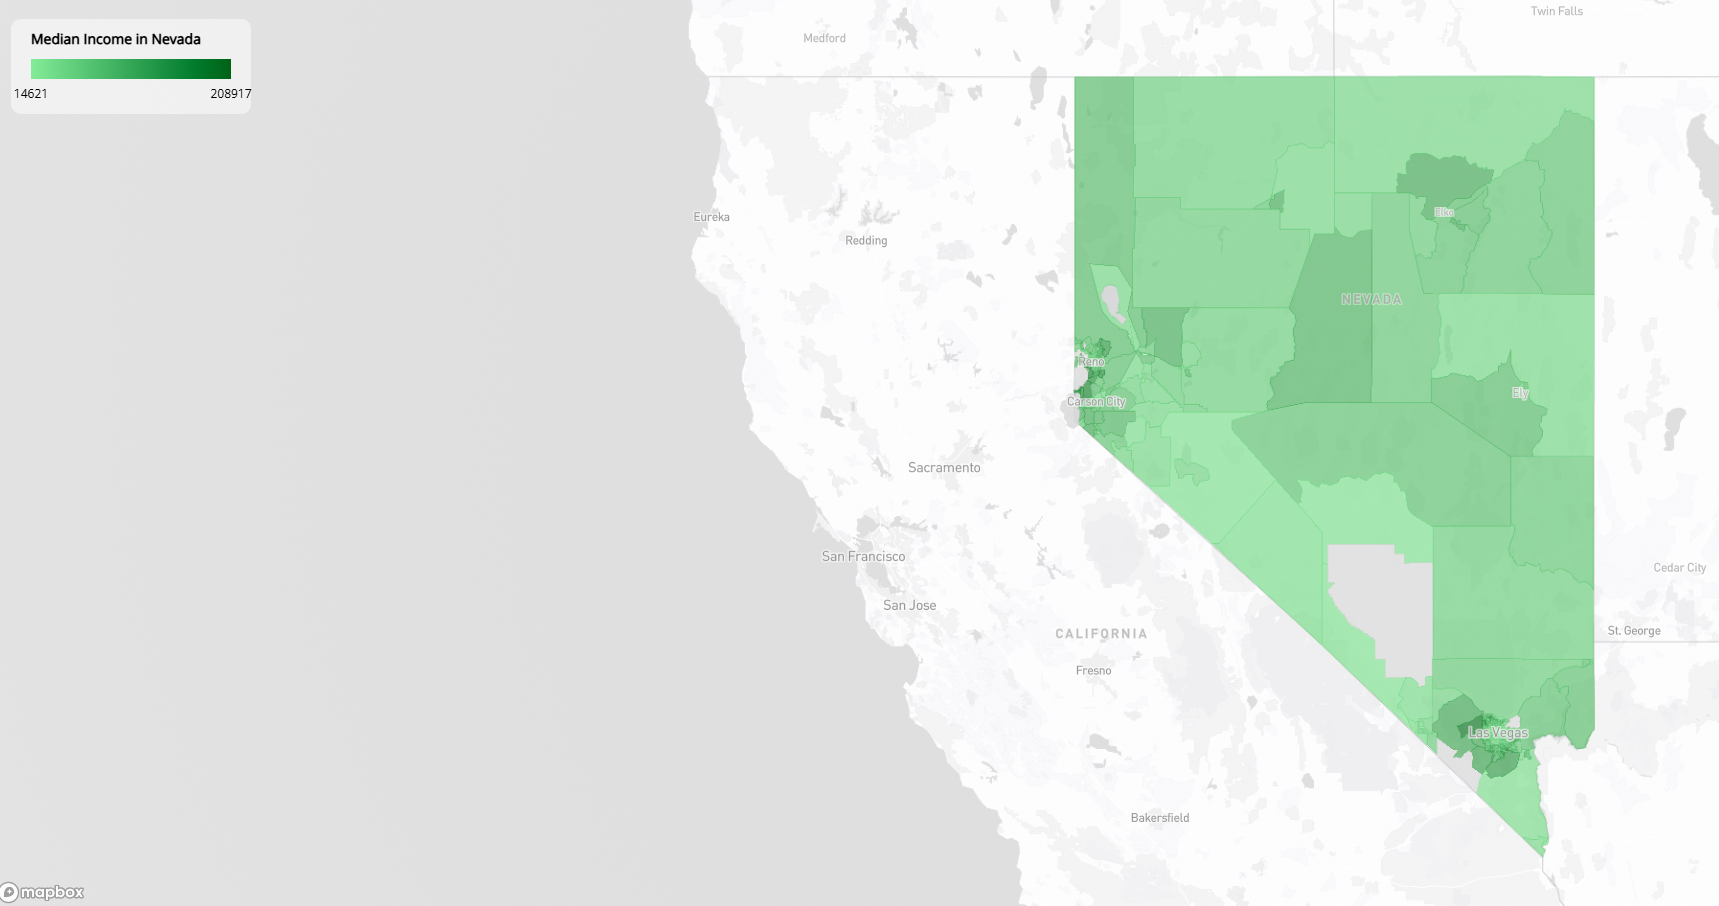 Median Income in Nevada
14621 208917
Twin Falls
Medford
Eureka
Elko
Redding
NEVADA
Reno
Ely
Carson City
Sacramento
San Francisco
Cedar City
San Jose
CALIFORNIA
St. George
Fresno
Las Vegas
Bakersfield
mapbox